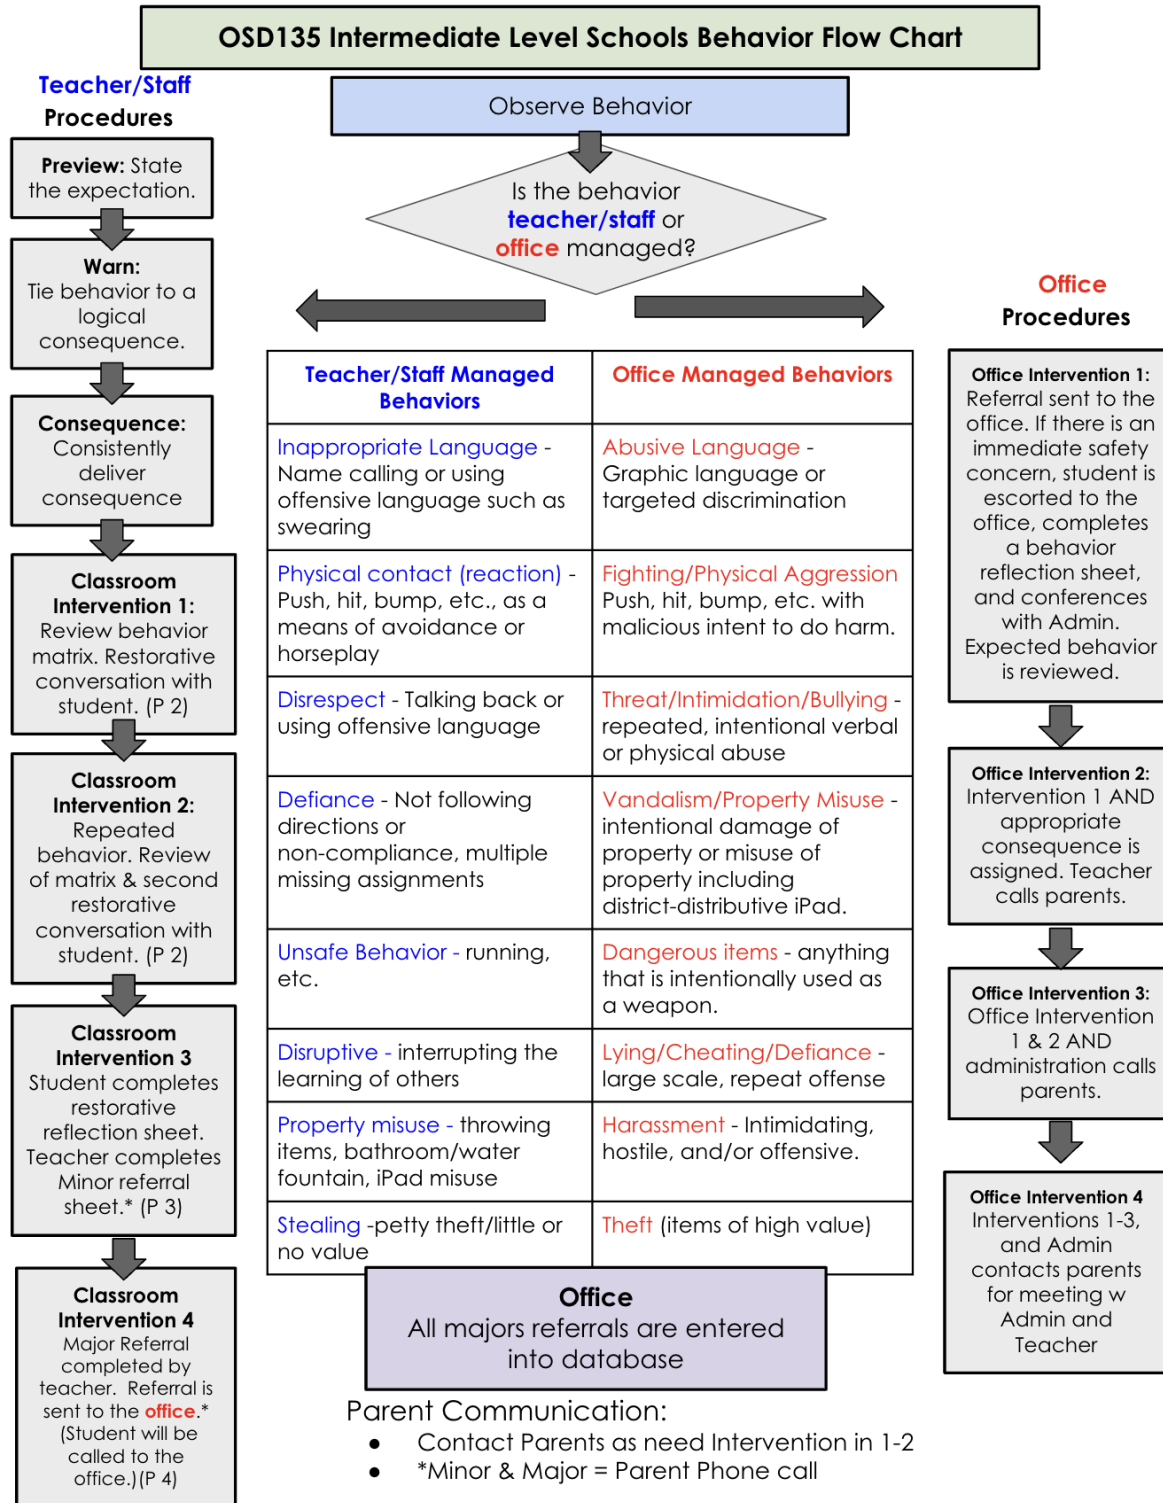 OSD135 Intermediate Level Schools Behavior Flow Chart
Teacher/Staff
Procedures
Preview: State
the expectation.
Warn:
Tie behavior to a
logical
consequence.
Consequence:
Consistently
deliver
consequence
Classroom
Intervention 1:
Review behavior
matrix. Restorative
conversation with
student. (P 2)
Classroom
Intervention 2:
Repeated
behavior. Review
of matrix & second
restorative
conversation with
student. (P 2)
Classroom
Intervention 3
Student completes
restorative
reflection sheet.
Teacher completes
Minor referral
sheet.* (P 3)
Classroom
Intervention 4
Major Referral
completed by
teacher. Referral is
sent to the office.*
(Student will be
called to the
office.)(P 4)
Observe Behavior
Is the behavior
teacher/staff or
office managed?
Teacher/Staff Managed
Behaviors
Office Managed Behaviors
Inappropriate Language -
Name calling or using
offensive language such as
swearing
Abusive Language -
Graphic language or
targeted discrimination
Physical contact (reaction) -
Push, hit, bump, etc., as a
means of avoidance or
horseplay
Fighting/Physical Aggression
Push, hit, bump, etc. with
malicious intent to do harm.
Disrespect - Talking back or
using offensive language
Threat/Intimidation/Bullying -
repeated, intentional verbal
or physical abuse
Defiance - Not following
directions or
non-compliance, multiple
missing assignments
Vandalism/Property Misuse -
intentional damage of
property or misuse of
property including
district-distributive iPad.
Unsafe Behavior - running,
etc.
Dangerous items - anything
that is intentionally used as
a weapon.
Disruptive - interrupting the
learning of others
Lying/Cheating/Defiance -
large scale, repeat offense
Property misuse - throwing
items, bathroom/water
fountain, iPad misuse
Harassment - Intimidating,
hostile, and/or offensive.
Stealing -petty theft/little or
no value
Theft (items of high value)
Office
All majors referrals are entered
into database
Parent Communication:
● Contact Parents as need Intervention in 1-2
● *Minor & Major = Parent Phone call
Office
Procedures
Office Intervention 1:
Referral sent to the
office. If there is an
immediate safety
concern, student is
escorted to the
office, completes
a behavior
reflection sheet,
and conferences
with Admin.
Expected behavior
is reviewed.
Office Intervention 2:
Intervention 1 AND
appropriate
consequence is
assigned. Teacher
calls parents.
Office Intervention 3:
Office Intervention
1 & 2 AND
administration calls
parents.
Office Intervention 4
Interventions 1-3,
and Admin
contacts parents
for meeting w
Admin and
Teacher